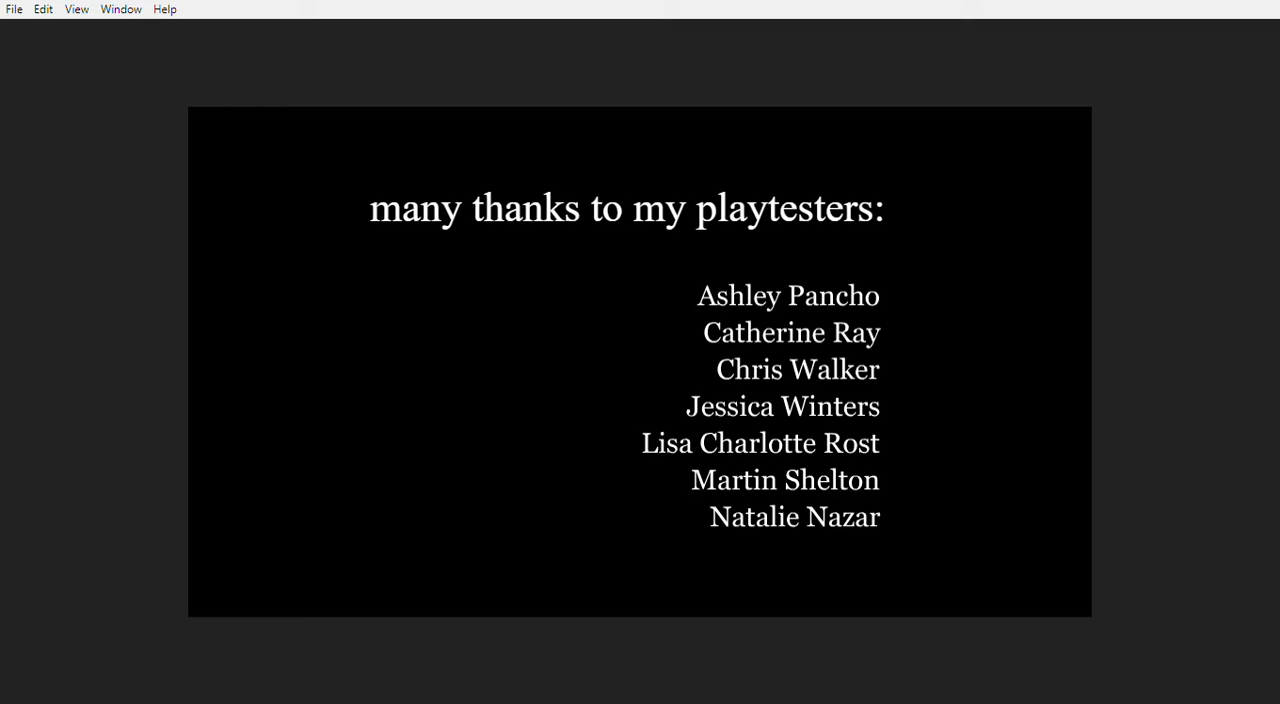 File Edit View Window Help
many thanks to my playtesters:
Ashley Pancho
Catherine Ray
Chris Walker
Jessica Winters
Lisa Charlotte Rost
Martin Shelton
Natalie Nazar